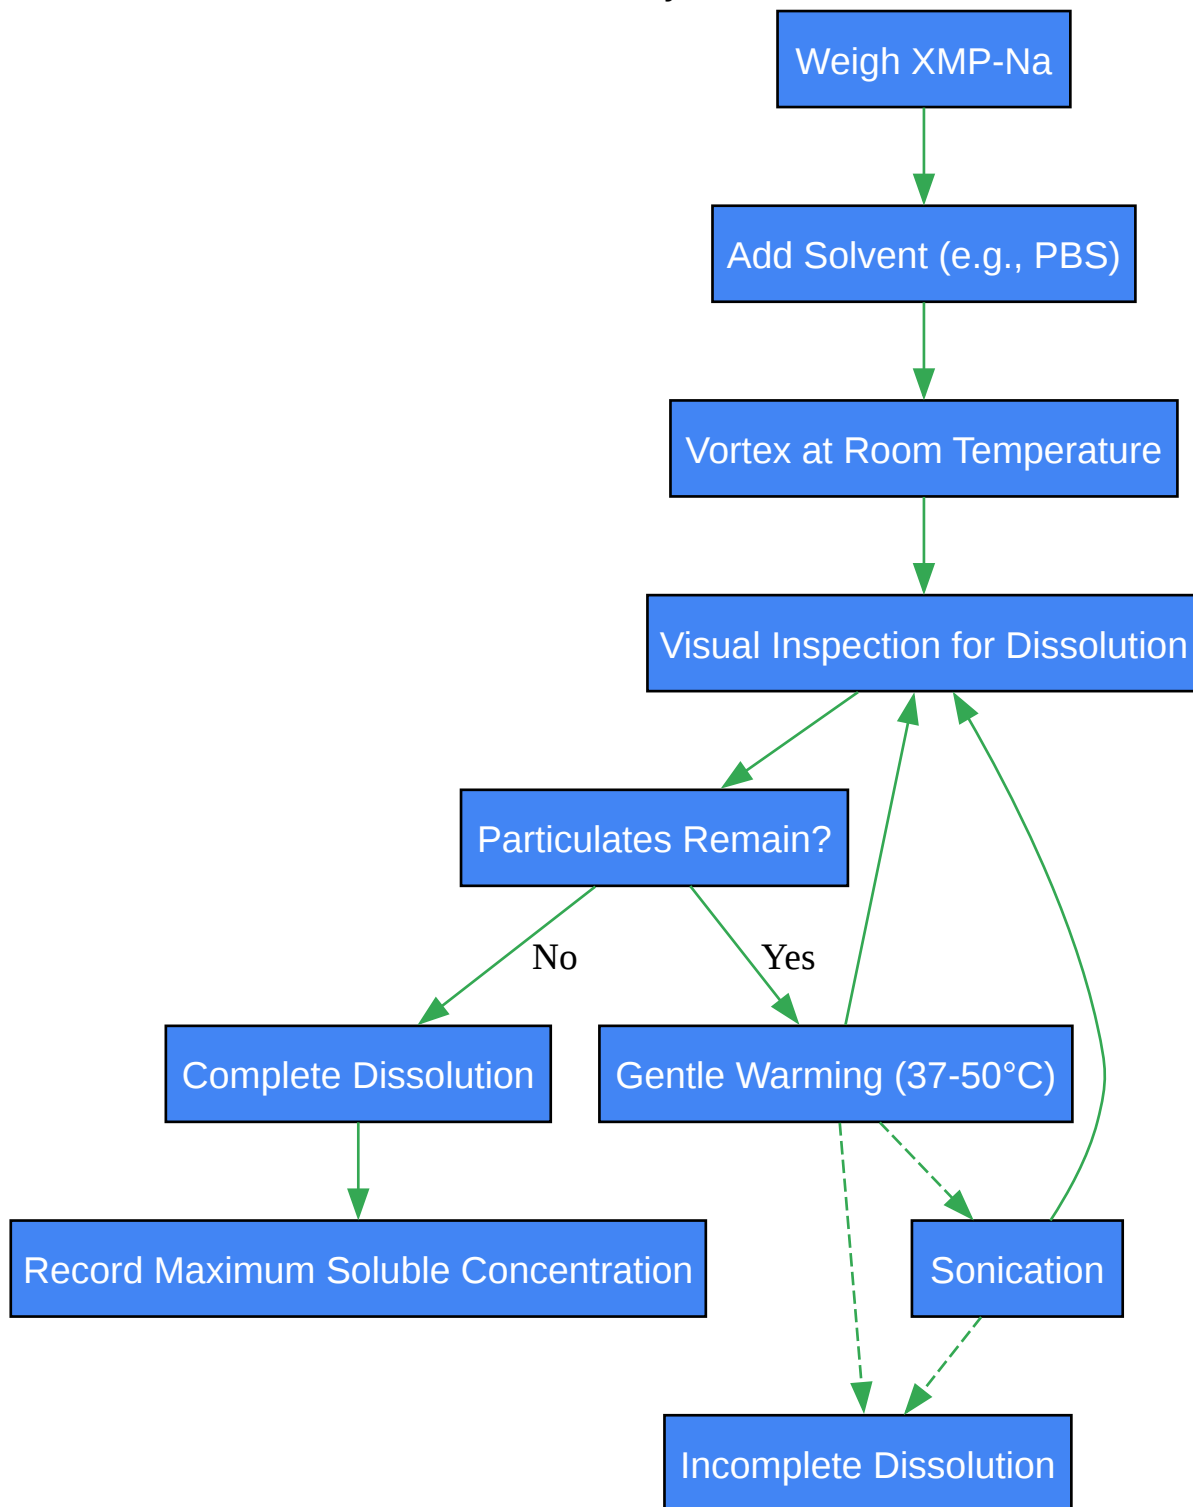 Weigh XMP-Na
Add Solvent (e.g., PBS)
Vortex at Room Temperature
Visual Inspection for Dissolution
Particulates Remain?
No
Yes
Complete Dissolution
Gentle Warming (37-50°C)
Record Maximum Soluble Concentration
Sonication
Incomplete Dissolution